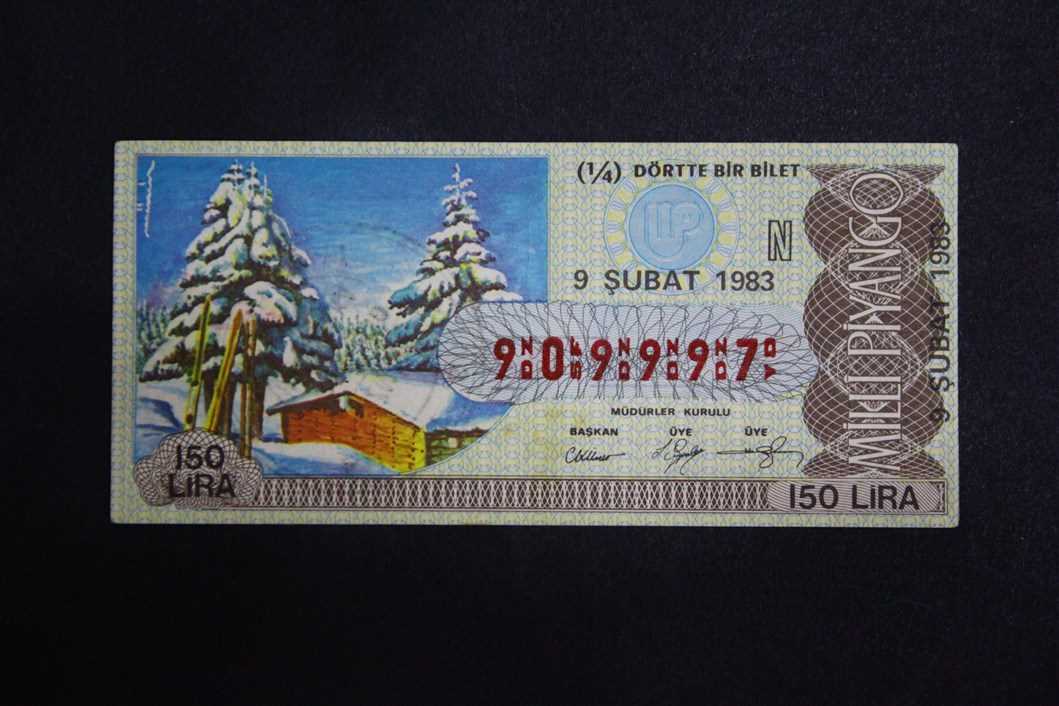 (1/4) DÖRTTE BİR BİLET
MP
N
9 ŞUBAT 1983
909997
MÜDÜRLER KURULU
BAŞKAN ÜYE ÜYE
150
LİRA
150 LİRA
MİLLİ PİYANGO
9 ŞUBAT 1983